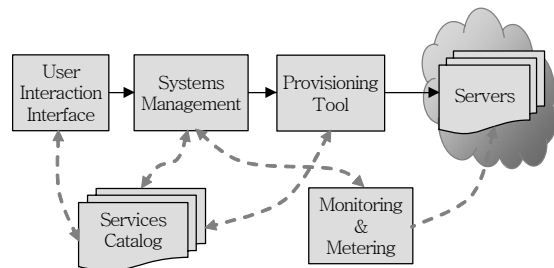 User
Interaction
Interface
Systems
Management
Provisioning
Tool
Servers
Services
Catalog
Monitoring
&
Metering